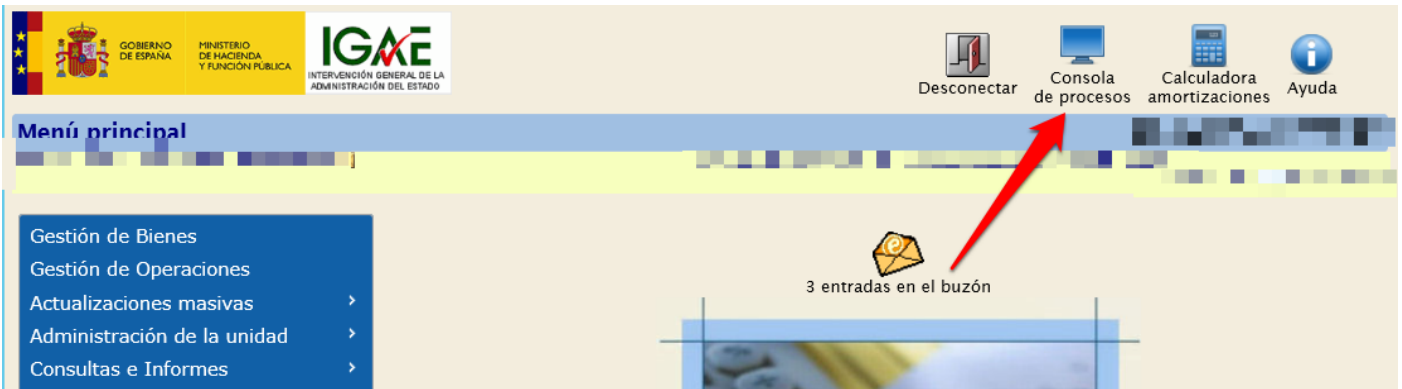 GOBIERNO
DE ESPAÑA
MINISTERIO
DE HACIENDA
Y FUNCIÓN PÚBLICA
IGAE
INTERVENCIÓN GENERAL DE LA
ADMINISTRACIÓN DEL ESTADO
Desconectar
Consola
de procesos
Calculadora
amortizaciones
Ayuda
Menú principal
Gestión de Bienes
Gestión de Operaciones
Actualizaciones masivas
Administración de la unidad
Consultas e Informes
3 entradas en el buzón